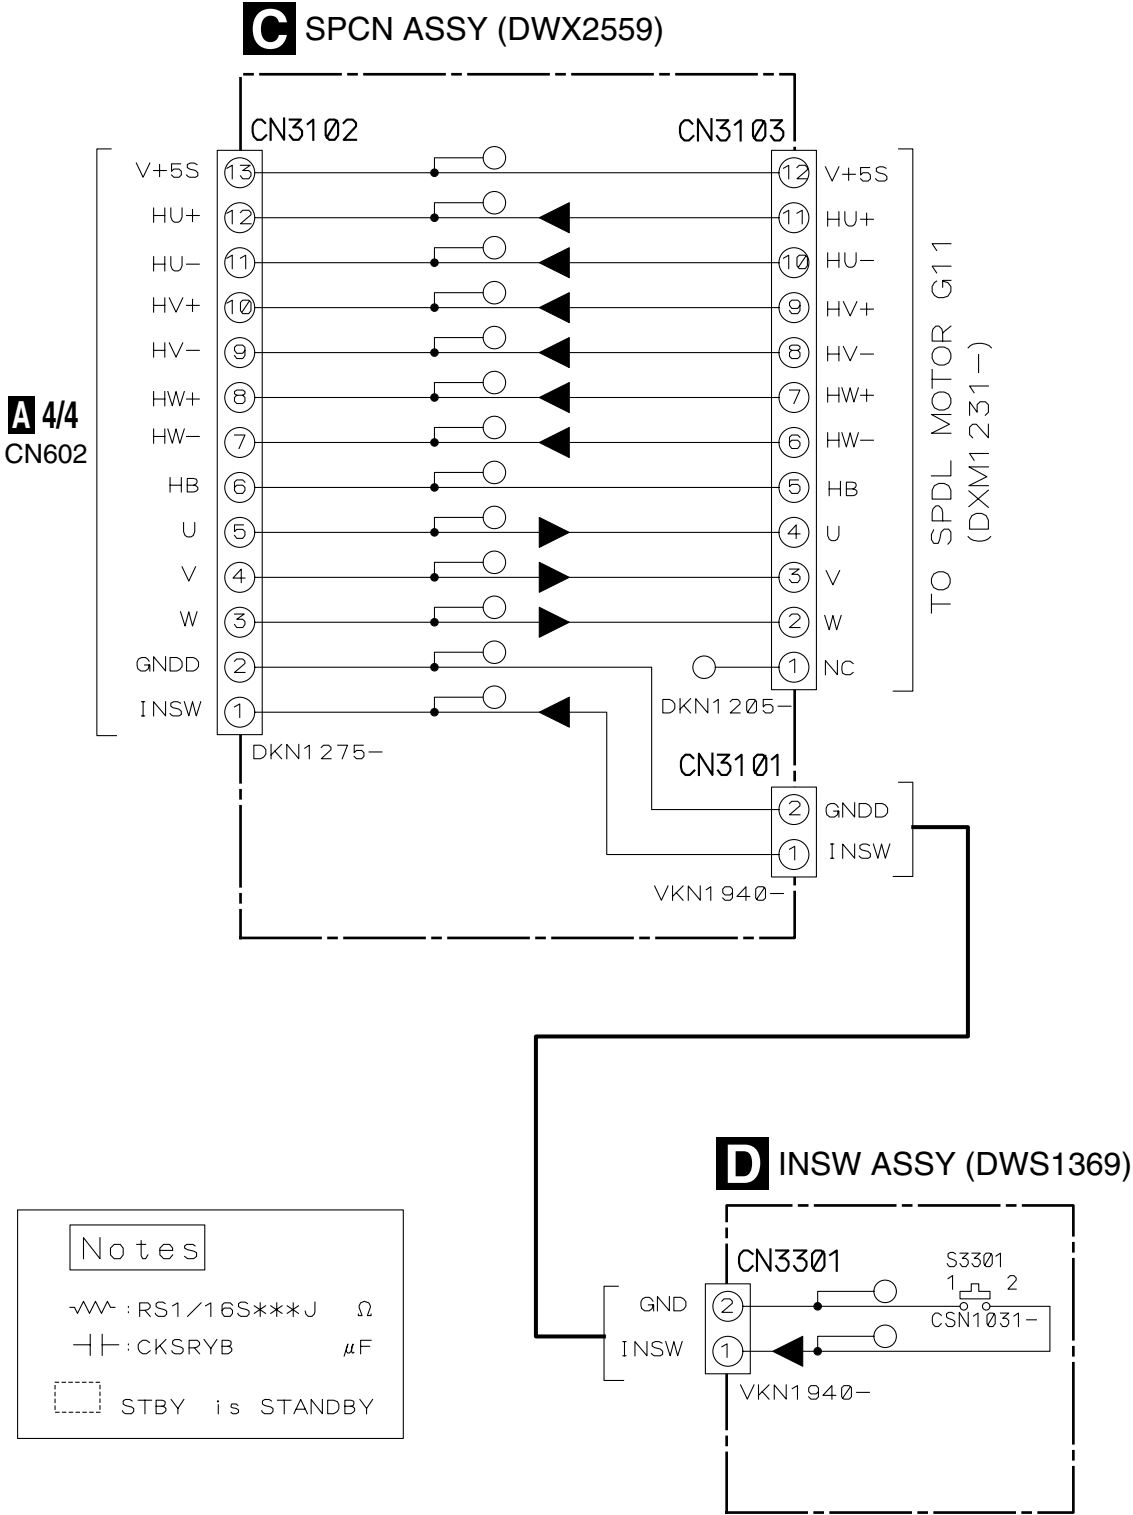 C SPCN ASSY (DWX2559)
CN3102
CN3103
V+5S 13 12 V+5S
HU+ 12 11 HU+
HU− 11 10 HU−
HV+ 10 9 HV+
HV− 9 8 HV−
HW+ 8 7 HW+
HW− 7 6 HW−
HB 6 5 HB
U 5 4 U
V 4 3 V
W 3 2 W
GNDD 2 1 NC
INSW 1
A 4/4
CN602
TO SPDL MOTOR G11
(DXM1231−)
DKN1205−
DKN1275−
CN3101
2 GNDD
1 INSW
VKN1940−
D INSW ASSY (DWS1369)
CN3301
S3301
1 2
GND 2
CSN1031−
INSW 1
VKN1940−
Notes
:RS1/16S***J Ω
:CKSRYB μF
STBY is STANDBY